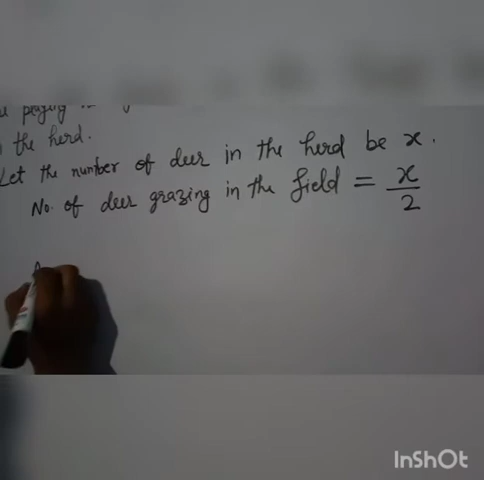 playing
the herd.
Let the number of deer in the herd be x.
No. of deer grazing in the field = x/2
InShOt